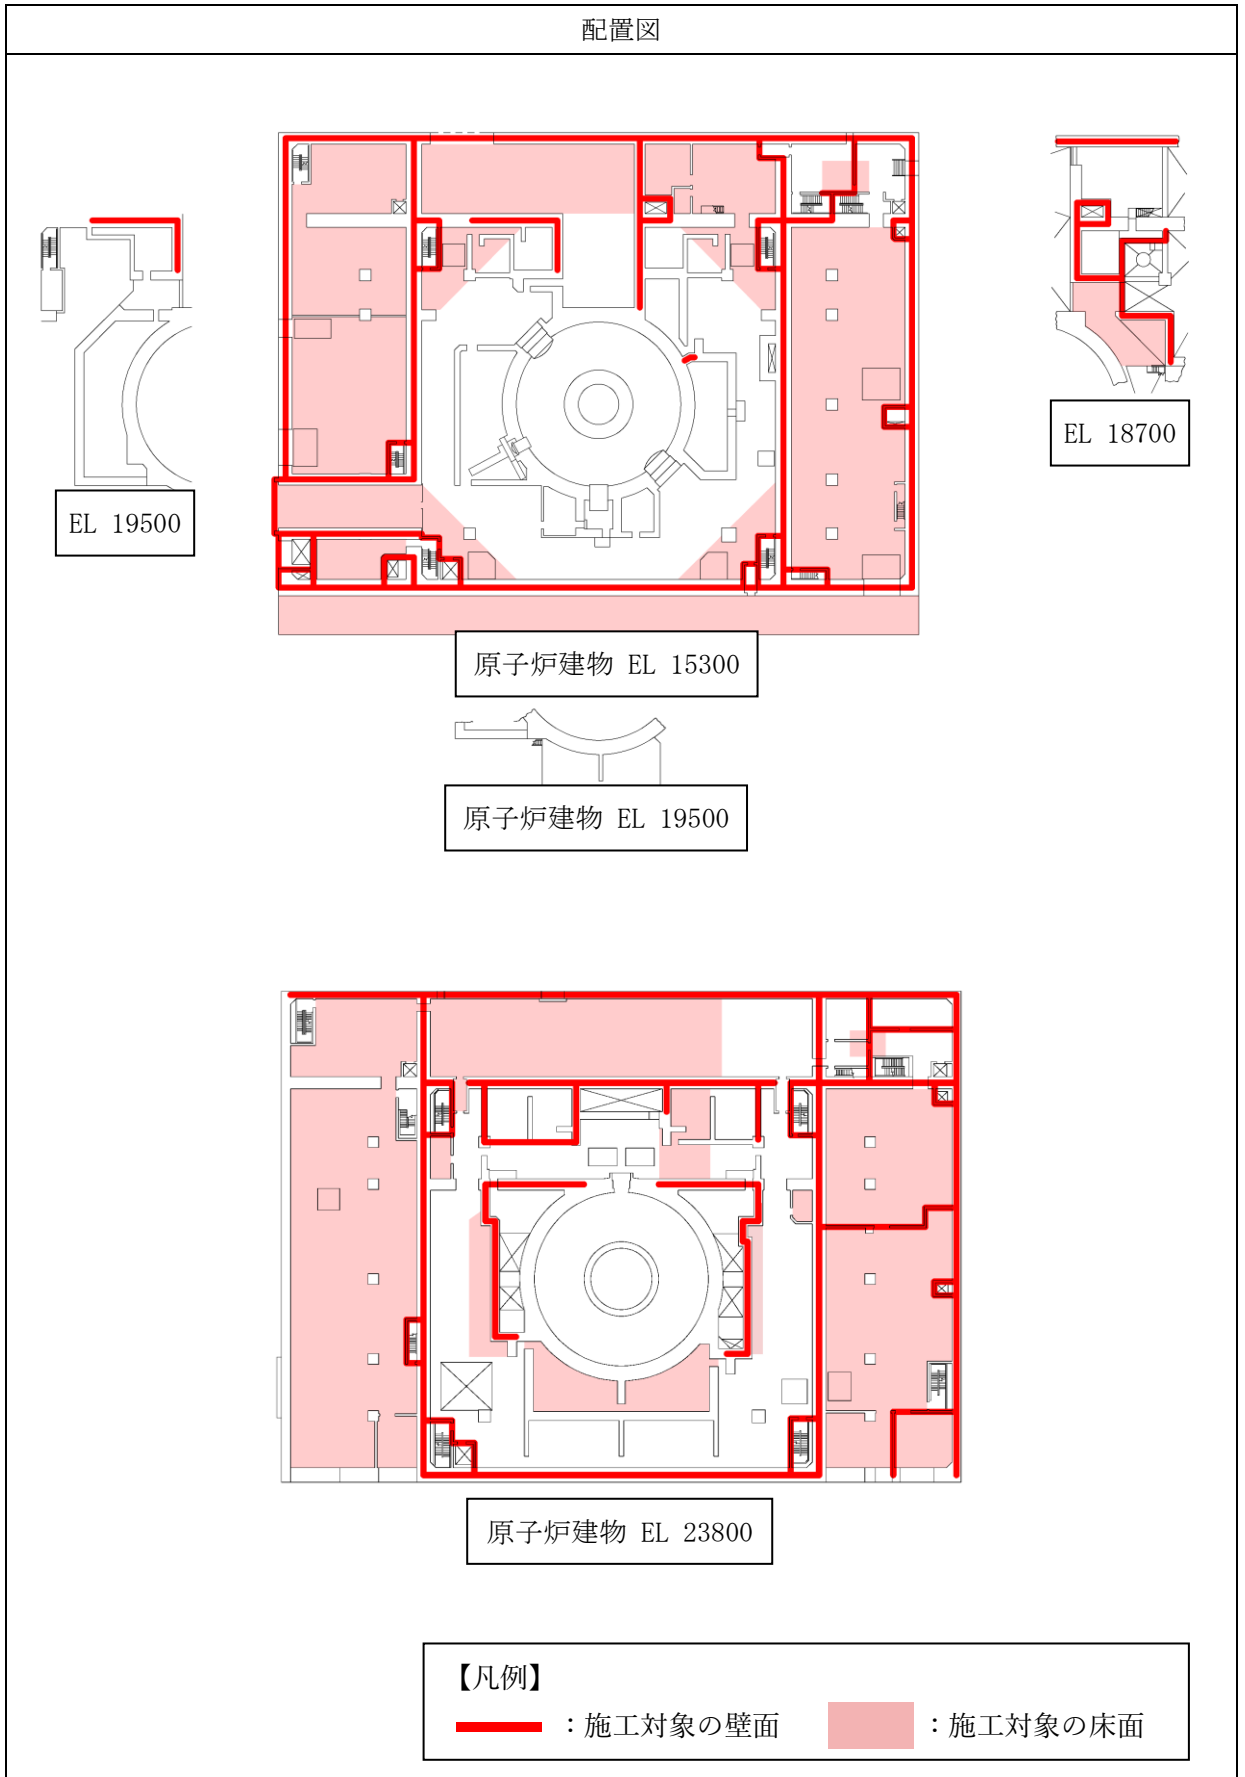 配置図
EL 19500
EL 18700
原子炉建物 EL 15300
原子炉建物 EL 19500
原子炉建物 EL 23800
【凡例】
：施工対象の壁面 ：施工対象の床面